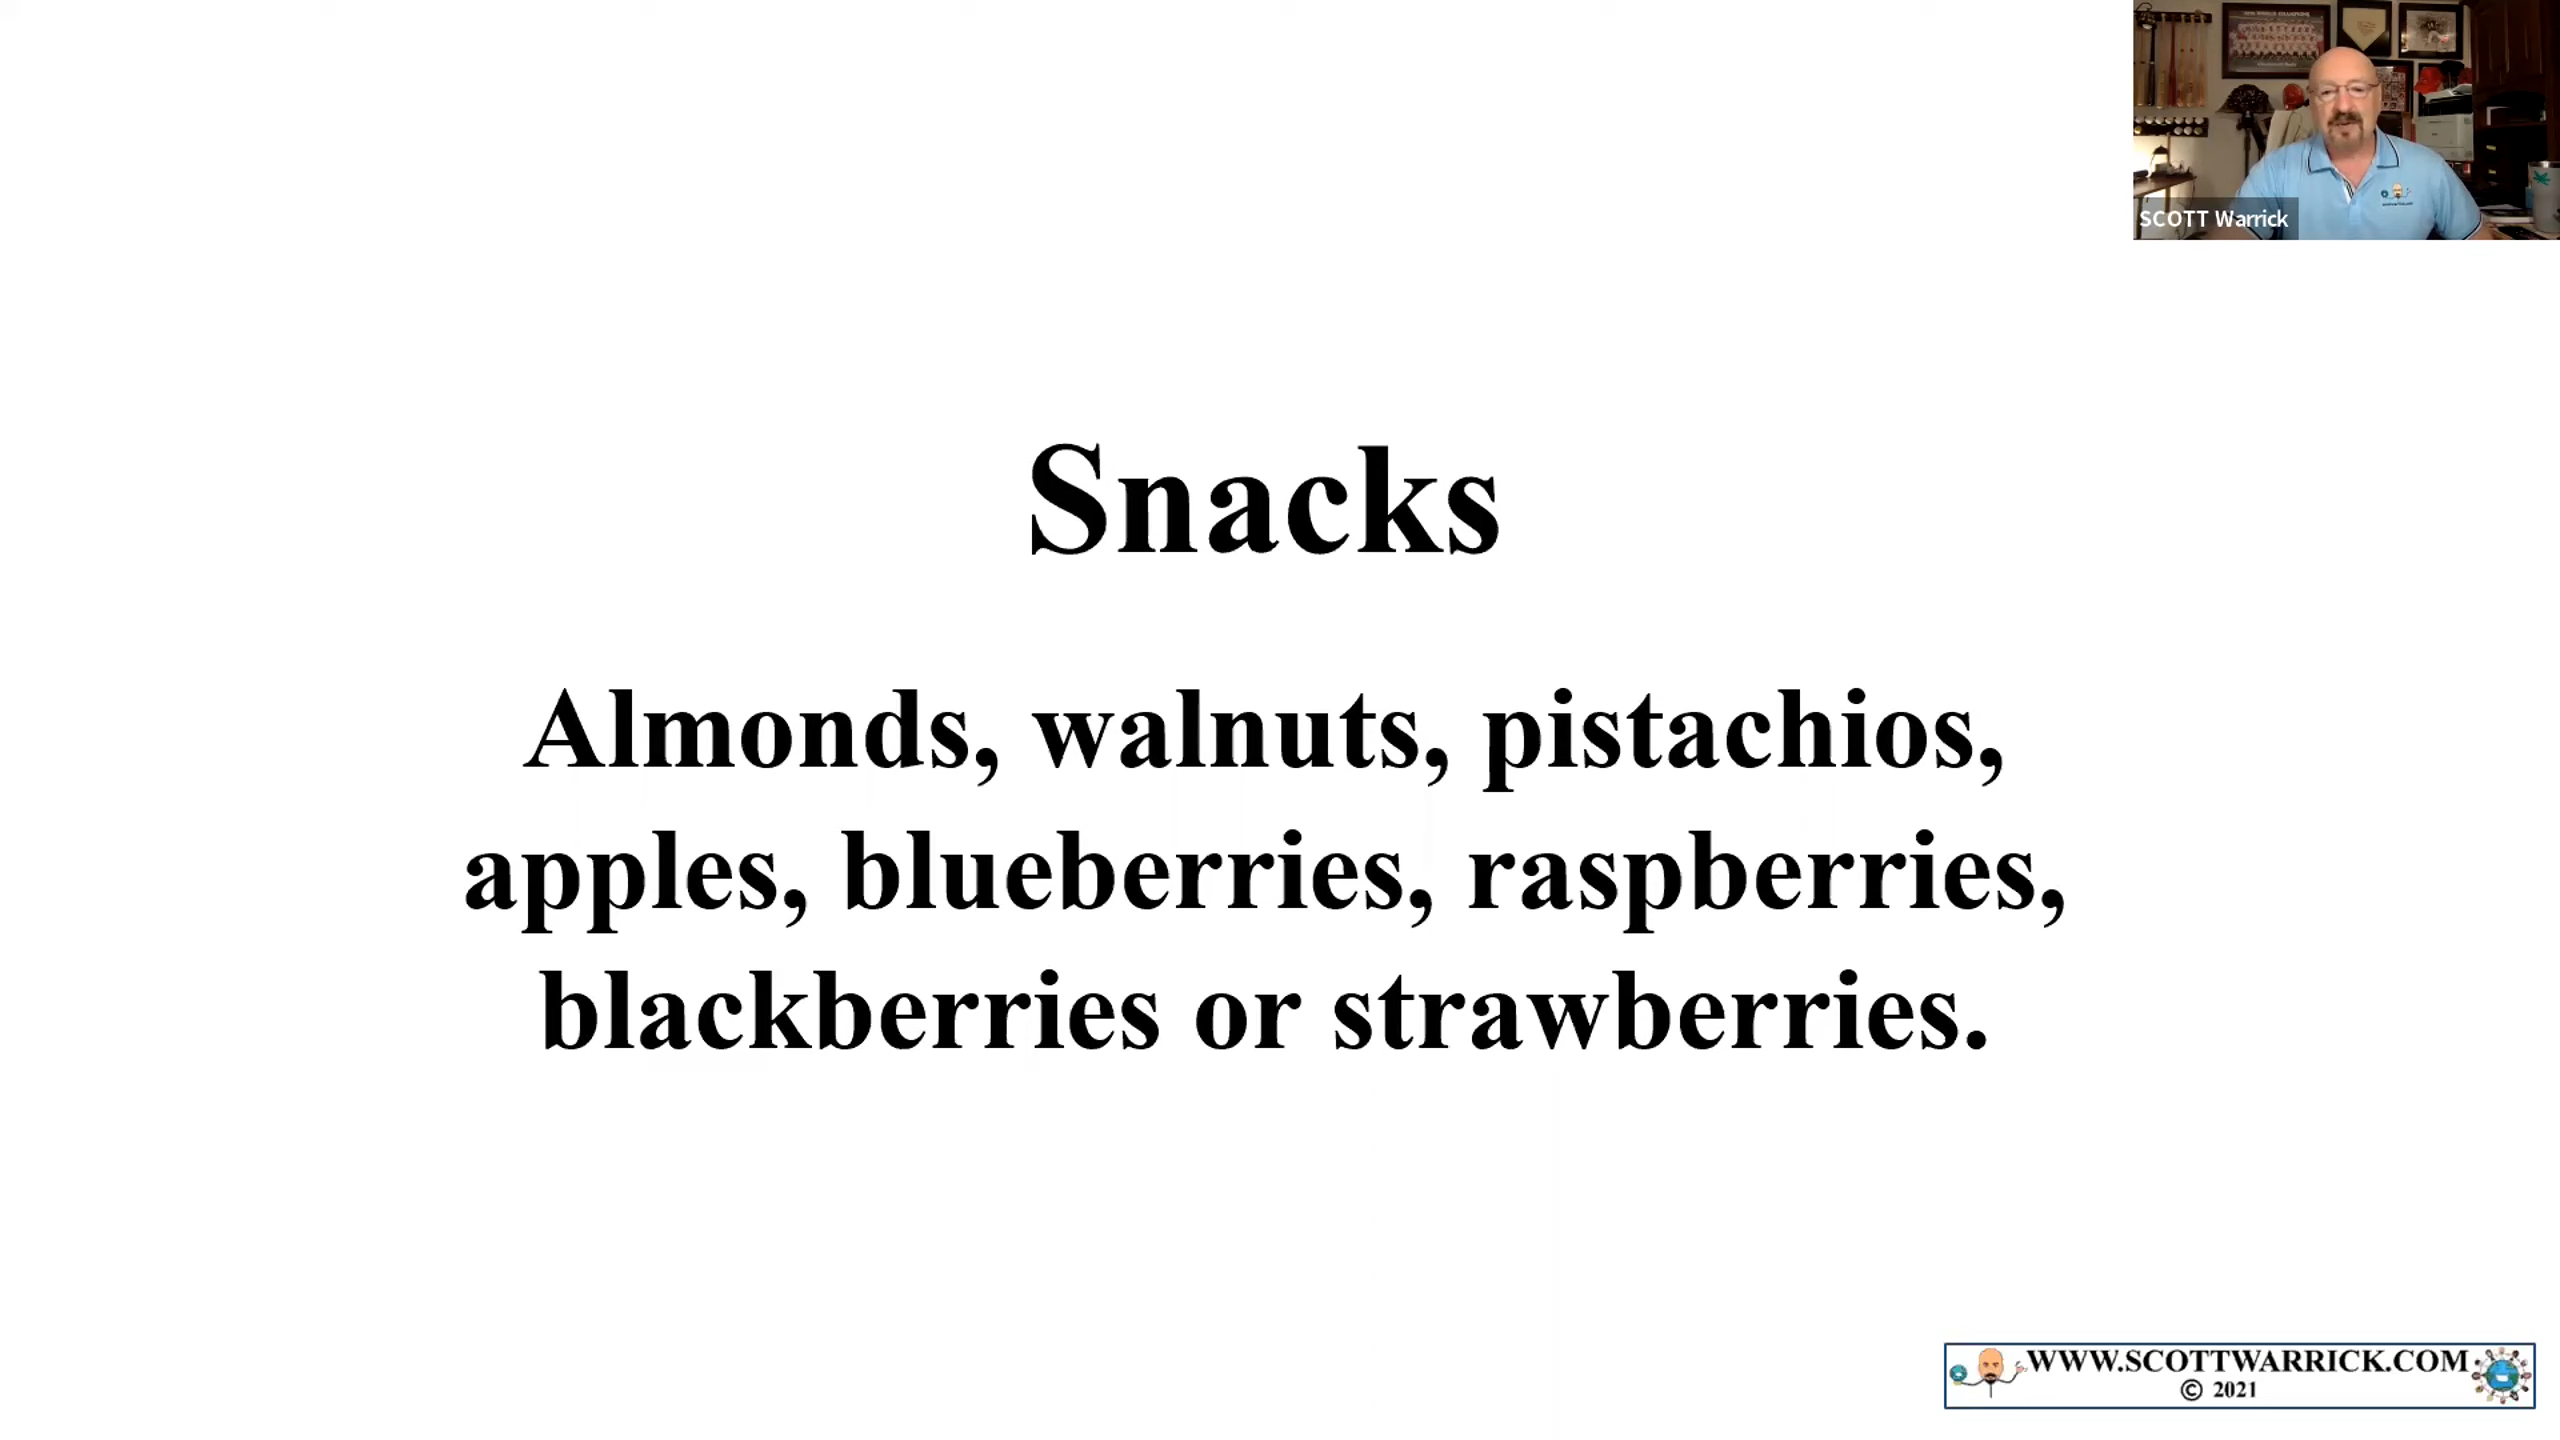 SCOTT Warrick
Snacks
Almonds, walnuts, pistachios,
apples, blueberries, raspberries,
blackberries or strawberries.
WWW.SCOTTWARRICK.COM
© 2021